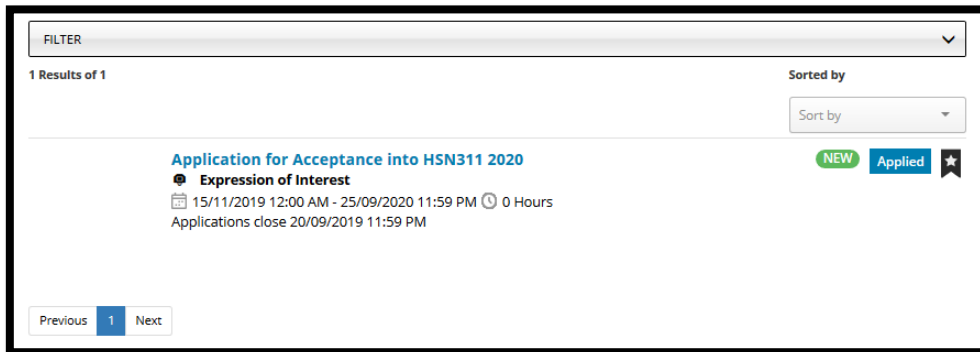 FILTER
1 Results of 1
Sorted by
Sort by
Application for Acceptance into HSN311 2020
NEW
Applied
Expression of Interest
15/11/2019 12:00 AM - 25/09/2020 11:59 PM 0 Hours
Applications close 20/09/2019 11:59 PM
Previous 1 Next